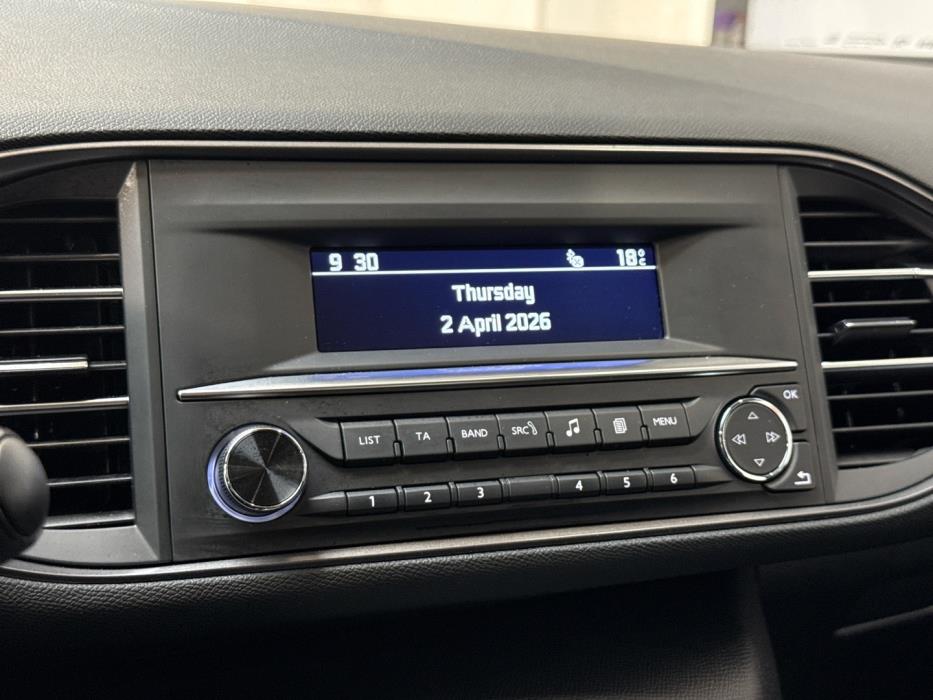 9 30 18°C
Thursday
2 April 2026
LIST TA BAND SRC MENU OK
1 2 3 4 5 6